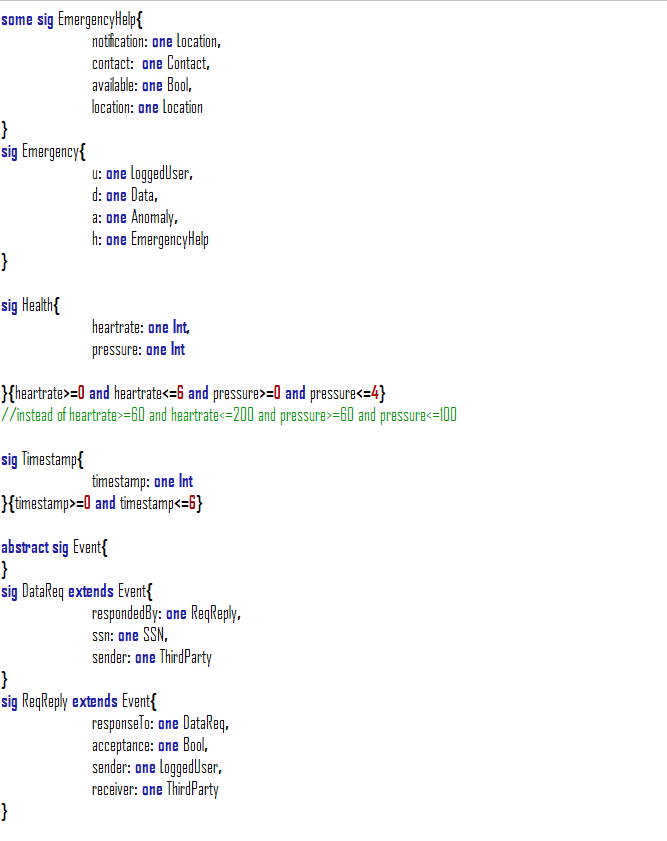 some sig EmergencyHelp{
notification: one Location,
contact: one Contact,
available: one Bool,
location: one Location
}
sig Emergency{
u: one LoggedUser,
d: one Data,
a: one Anomaly,
h: one EmergencyHelp
}
sig Health{
heartrate: one Int,
pressure: one Int
}{heartrate>=0 and heartrate<=6 and pressure>=0 and pressure<=4}
//instead of heartrate>=60 and heartrate<=200 and pressure>=60 and pressure<=100
sig Timestamp{
timestamp: one Int
}{timestamp>=0 and timestamp<=6}
abstract sig Event{
}
sig DataReq extends Event{
respondedBy: one ReqReply,
ssn: one SSN,
sender: one ThirdParty
}
sig ReqReply extends Event{
responseTo: one DataReq,
acceptance: one Bool,
sender: one LoggedUser,
receiver: one ThirdParty
}